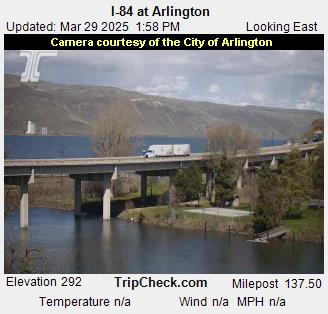 I-84 at Arlington
Updated: Mar 29 2025 1:58 PM Looking East
Camera courtesy of the City of Arlington
Elevation 292 TripCheck.com Milepost 137.50
Temperature n/a Wind n/a MPH n/a